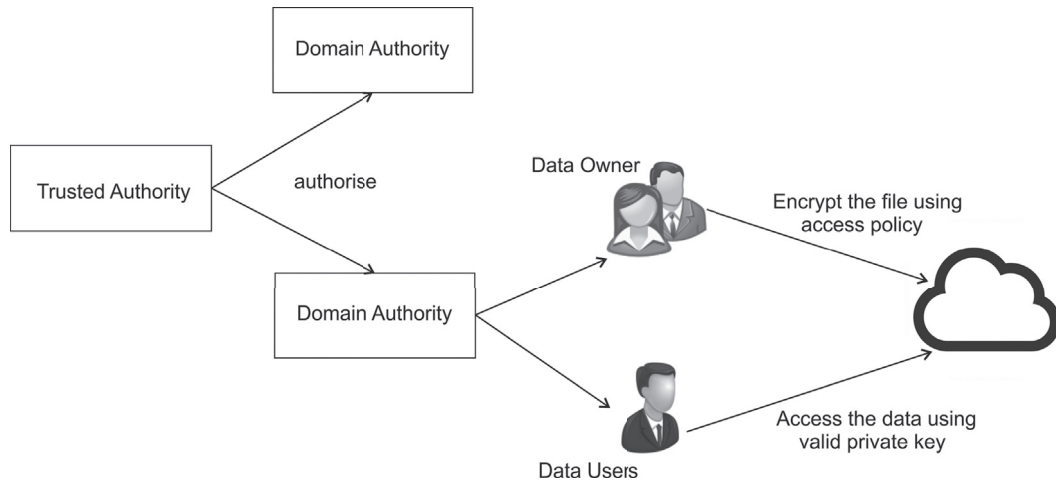 Domain Authority
Trusted Authority
authorise
Domain Authority
Data Owner
Encrypt the file using
access policy
Access the data using
valid private key
Data Users